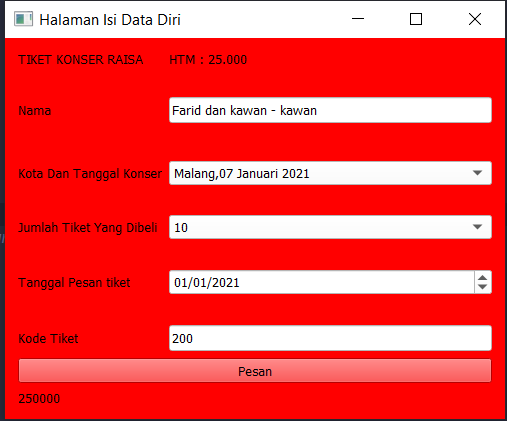 Halaman Isi Data Diri
TIKET KONSER RAISA HTM : 25.000
Nama Farid dan kawan - kawan
Kota Dan Tanggal Konser Malang,07 Januari 2021
Jumlah Tiket Yang Dibeli 10
Tanggal Pesan tiket 01/01/2021
Kode Tiket 200
Pesan
250000